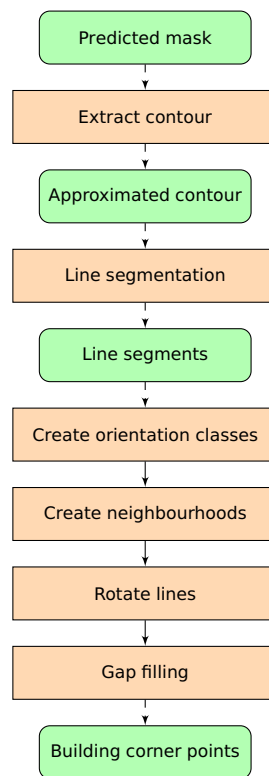 Predicted mask
Extract contour
Approximated contour
Line segmentation
Line segments
Create orientation classes
Create neighbourhoods
Rotate lines
Gap filling
Building corner points